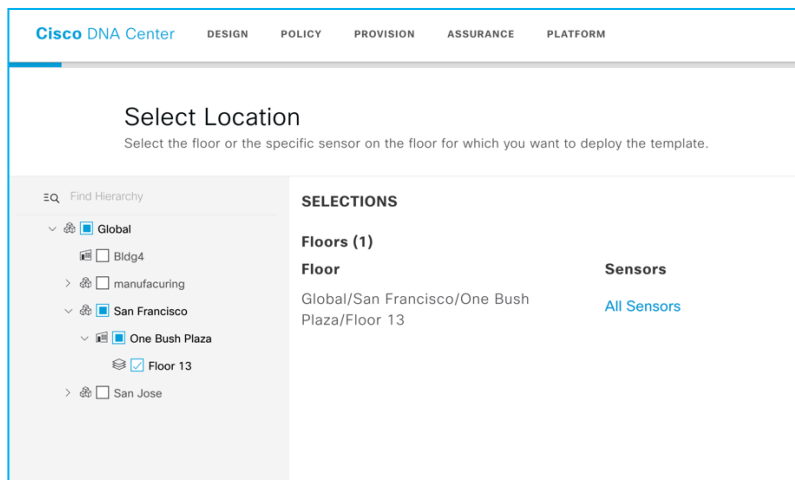 Cisco DNA Center DESIGN POLICY PROVISION ASSURANCE PLATFORM
Select Location
Select the floor or the specific sensor on the floor for which you want to deploy the template.
Find Hierarchy
Global
Bldg4
manufacuring
San Francisco
One Bush Plaza
Floor 13
San Jose
SELECTIONS
Floors (1)
Floor Sensors
Global/San Francisco/One Bush All Sensors
Plaza/Floor 13